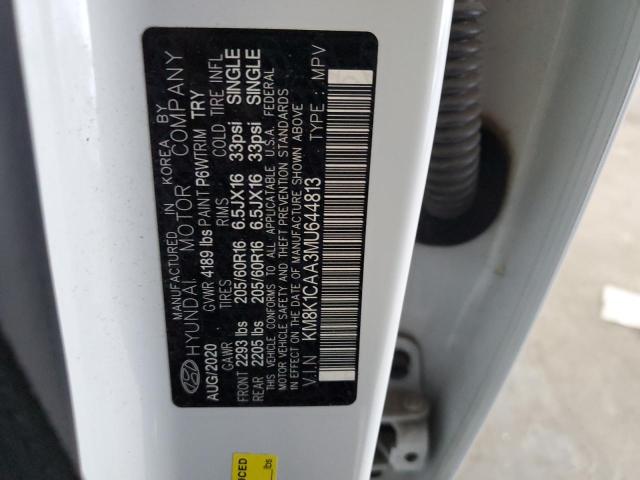 MANUFACTURED IN KOREA BY
HYUNDAI MOTOR COMPANY
AUG/2020 GVWR 4189 lbs PAINT P6W TRIM TRY
GAWR TIRES RIMS COLD TIRE INFL
FRONT 2293 lbs 205/60R16 6.5JX16 33psi SINGLE
REAR 2205 lbs 205/60R16 6.5JX16 33psi SINGLE
THIS VEHICLE CONFORMS TO ALL APPLICABLE U.S.A. FEDERAL
MOTOR VEHICLE SAFETY AND THEFT PREVENTION STANDARDS
IN EFFECT ON THE DATE OF MANUFACTURE SHOWN ABOVE
V.I.N : KM8K1CAA3MU644813 TYPE : MPV
lbs